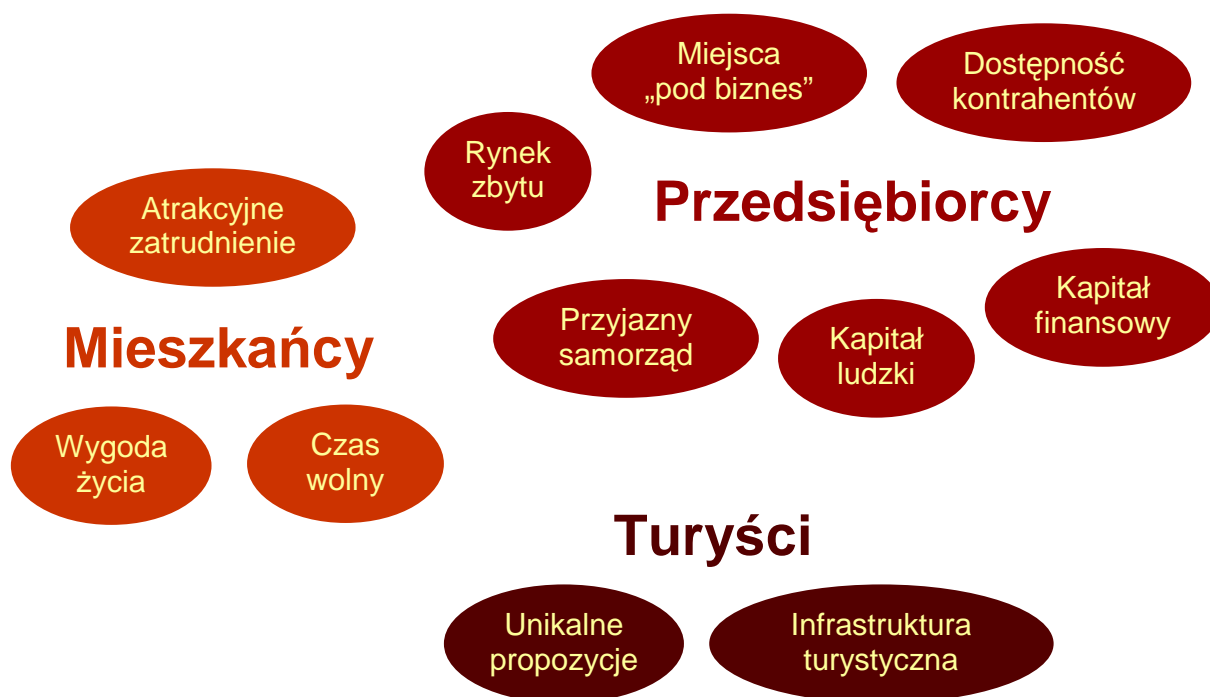 Miejsca
„pod biznes”
Dostępność
kontrahentów
Rynek
zbytu
Przedsiębiorcy
Atrakcyjne
zatrudnienie
Kapitał
finansowy
Przyjazny
samorząd
Kapitał
ludzki
Mieszkańcy
Wygoda
życia
Czas
wolny
Turyści
Unikalne
propozycje
Infrastruktura
turystyczna